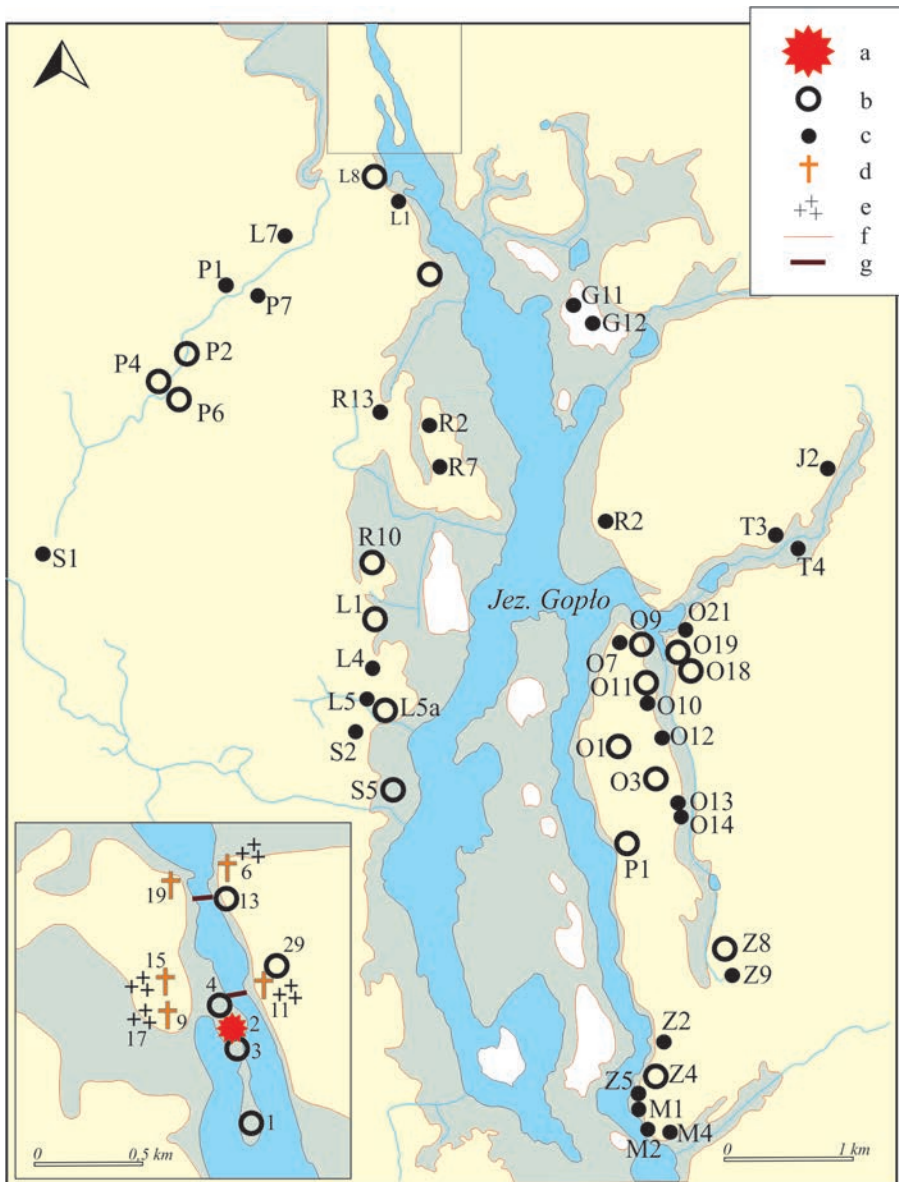 a
b
c
d
e
f
g
L8
L1
L7
P1
P7
G11
G12
P2
P4
P6
R13
R2
R7
J2
R2
T3
T4
S1
R10
Jez. Gopło
L1
O21
O9
O19
O7
O18
L4
O11
L5
L5a
O10
S2
O12
O1
O3
S5
O13
O14
P1
6
19
13
Z8
29
15
Z9
4
11
9
2
17
3
Z2
Z4
Z5
M1
1
M2
M4
0
0,5 km
0
1 km